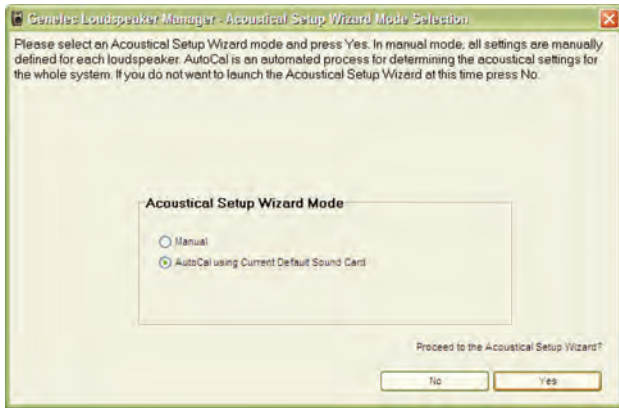 Genelec Loudspeaker Manager - Acoustical Setup Wizard Mode Selection
Please select an Acoustical Setup Wizard mode and press Yes. In manual mode, all settings are manually
defined for each loudspeaker. AutoCal is an automated process for determining the acoustical settings for
the whole system. If you do not want to launch the Acoustical Setup Wizard at this time press No.
Acoustical Setup Wizard Mode
Manual
AutoCal using Current Default Sound Card
Proceed to the Acoustical Setup Wizard?
No
Yes